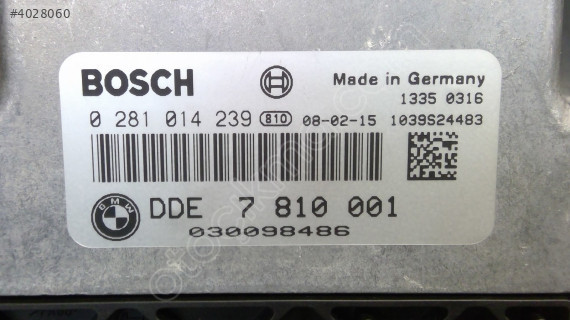 #4028060
BOSCH
Made in Germany
1335 0316
0 281 014 239 810 08-02-15 1039S24483
BMW
DDE 7 810 001
030098486